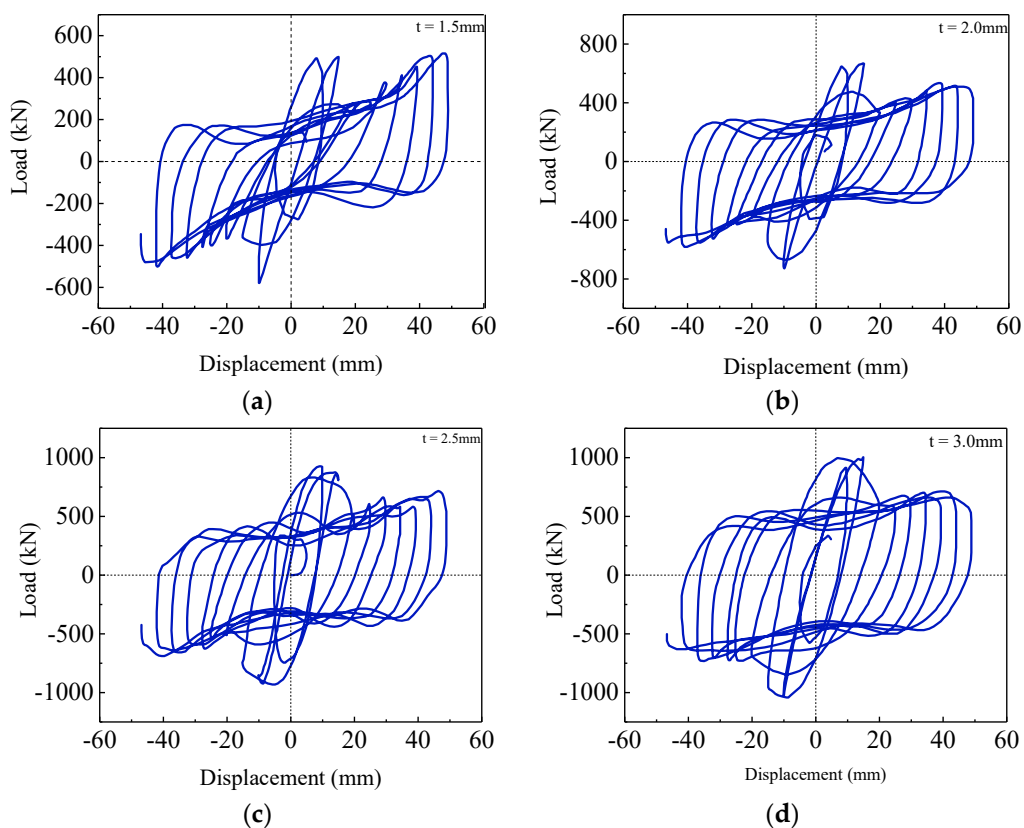 t = 1.5mm
600
400
200
0
-200
-400
-600
Load (kN)
-60 -40 -20 0 20 40 60
Displacement (mm)
(a)
t = 2.0mm
800
400
0
-400
-800
Load (kN)
-60 -40 -20 0 20 40 60
Displacement (mm)
(b)
t = 2.5mm
1000
500
0
-500
-1000
Load (kN)
-60 -40 -20 0 20 40 60
Displacement (mm)
(c)
t = 3.0mm
1000
500
0
-500
-1000
Load (kN)
-60 -40 -20 0 20 40 60
Displacement (mm)
(d)